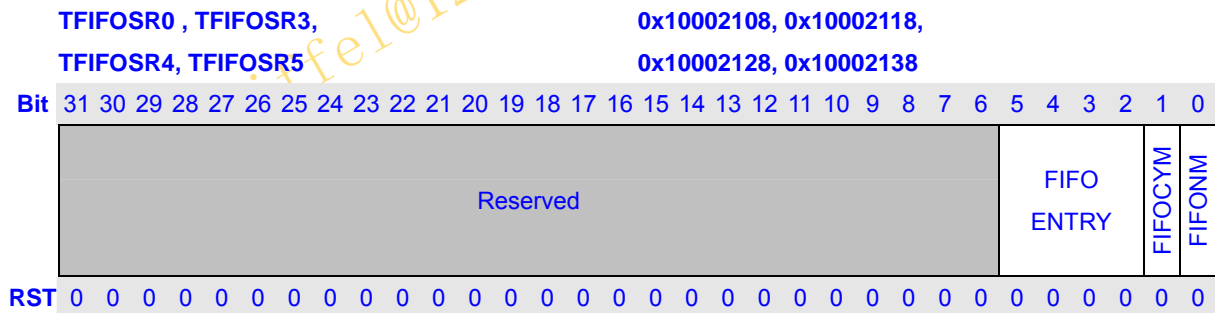 TFIFOSR0 , TFIFOSR3, 0x10002108, 0x10002118,
TFIFOSR4, TFIFOSR5 0x10002128, 0x10002138
Bit 31 30 29 28 27 26 25 24 23 22 21 20 19 18 17 16 15 14 13 12 11 10 9 8 7 6 5 4 3 2 1 0
Reserved
FIFO
ENTRY
FIFOCYM
FIFONM
RST 0 0 0 0 0 0 0 0 0 0 0 0 0 0 0 0 0 0 0 0 0 0 0 0 0 0 0 0 0 0 0 0